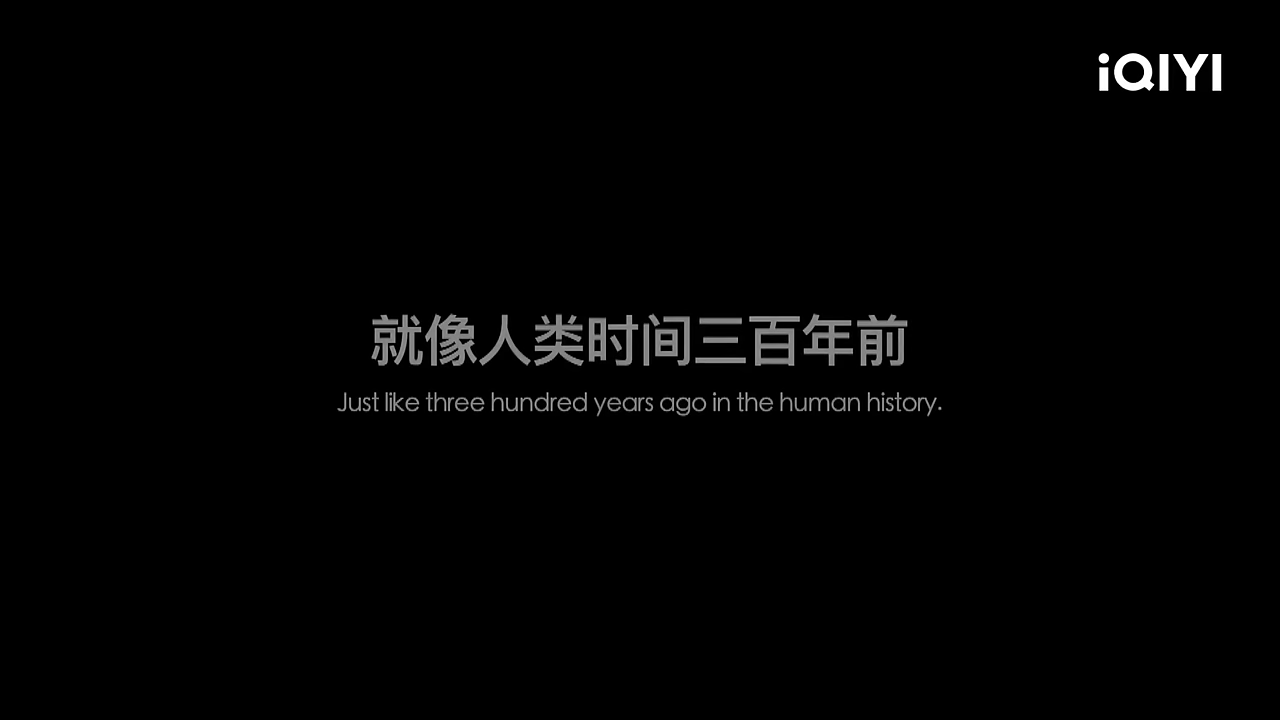 iQIYI
就像人类时间三百年前
Just like three hundred years ago in the human history.